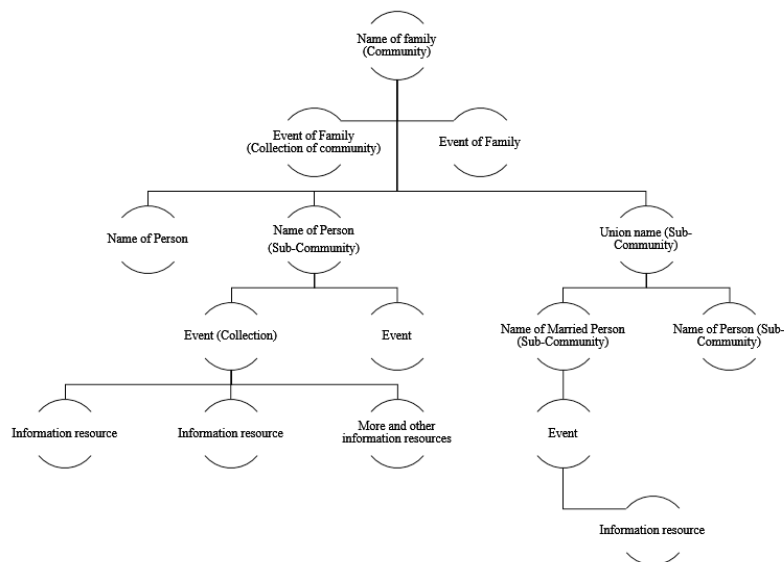 Name of family
(Community)
Event of Family
(Collection of community)
Event of Family
Name of Person
Name of Person
(Sub-Community)
Union name (Sub-
Community)
Event (Collection)
Event
Name of Married Person
(Sub-Community)
Name of Person (Sub-
Community)
Information resource
Information resource
More and other
information resources
Event
Information resource